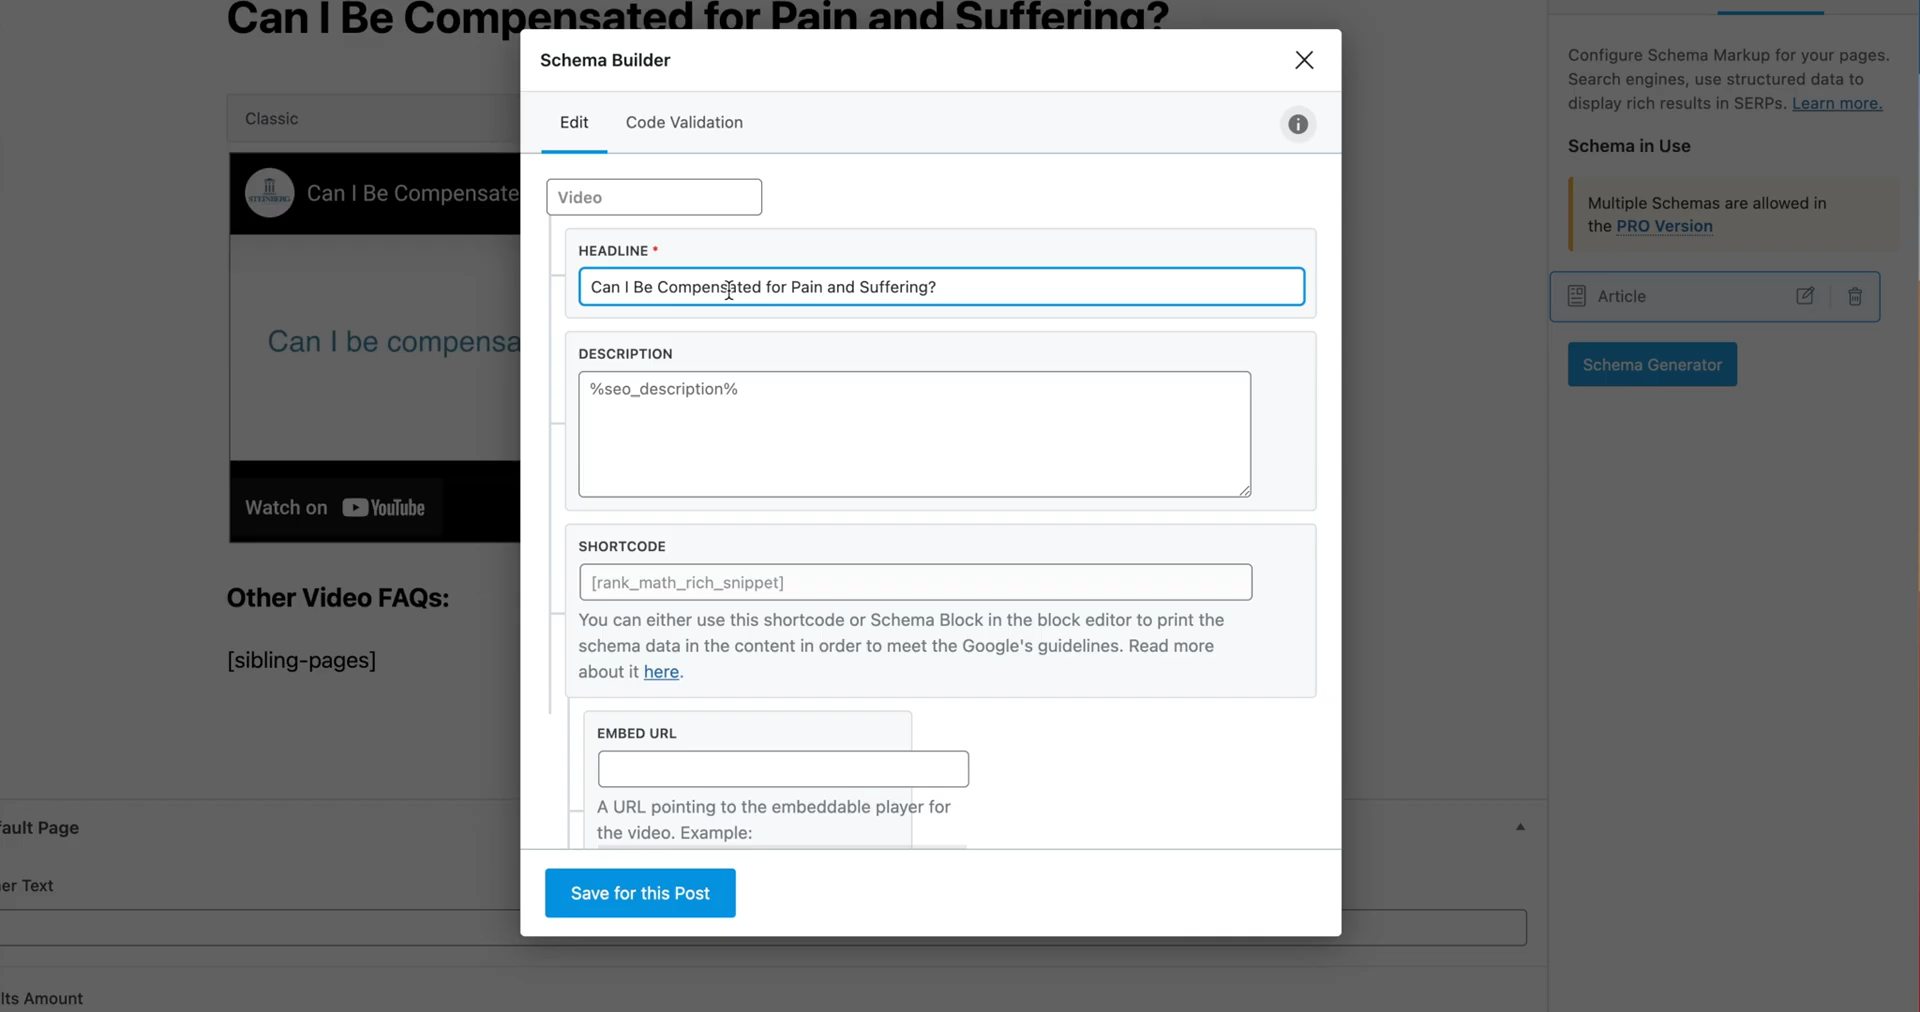 Can I Be Compensated for Pain and Suffering?
Classic
STEINBERG
Can I Be Compensate
Can I be compensa
Watch on YouTube
Other Video FAQs:
[sibling-pages]
fault Page
er Text
lts Amount
Schema Builder
Edit
Code Validation
Video
HEADLINE *
Can I Be Compensated for Pain and Suffering?
DESCRIPTION
%seo_description%
SHORTCODE
[rank_math_rich_snippet]
You can either use this shortcode or Schema Block in the block editor to print the
schema data in the content in order to meet the Google's guidelines. Read more
about it here.
EMBED URL
A URL pointing to the embeddable player for
the video. Example:
Save for this Post
Configure Schema Markup for your pages.
Search engines, use structured data to
display rich results in SERPs. Learn more.
Schema in Use
Multiple Schemas are allowed in
the PRO Version
Article
Schema Generator